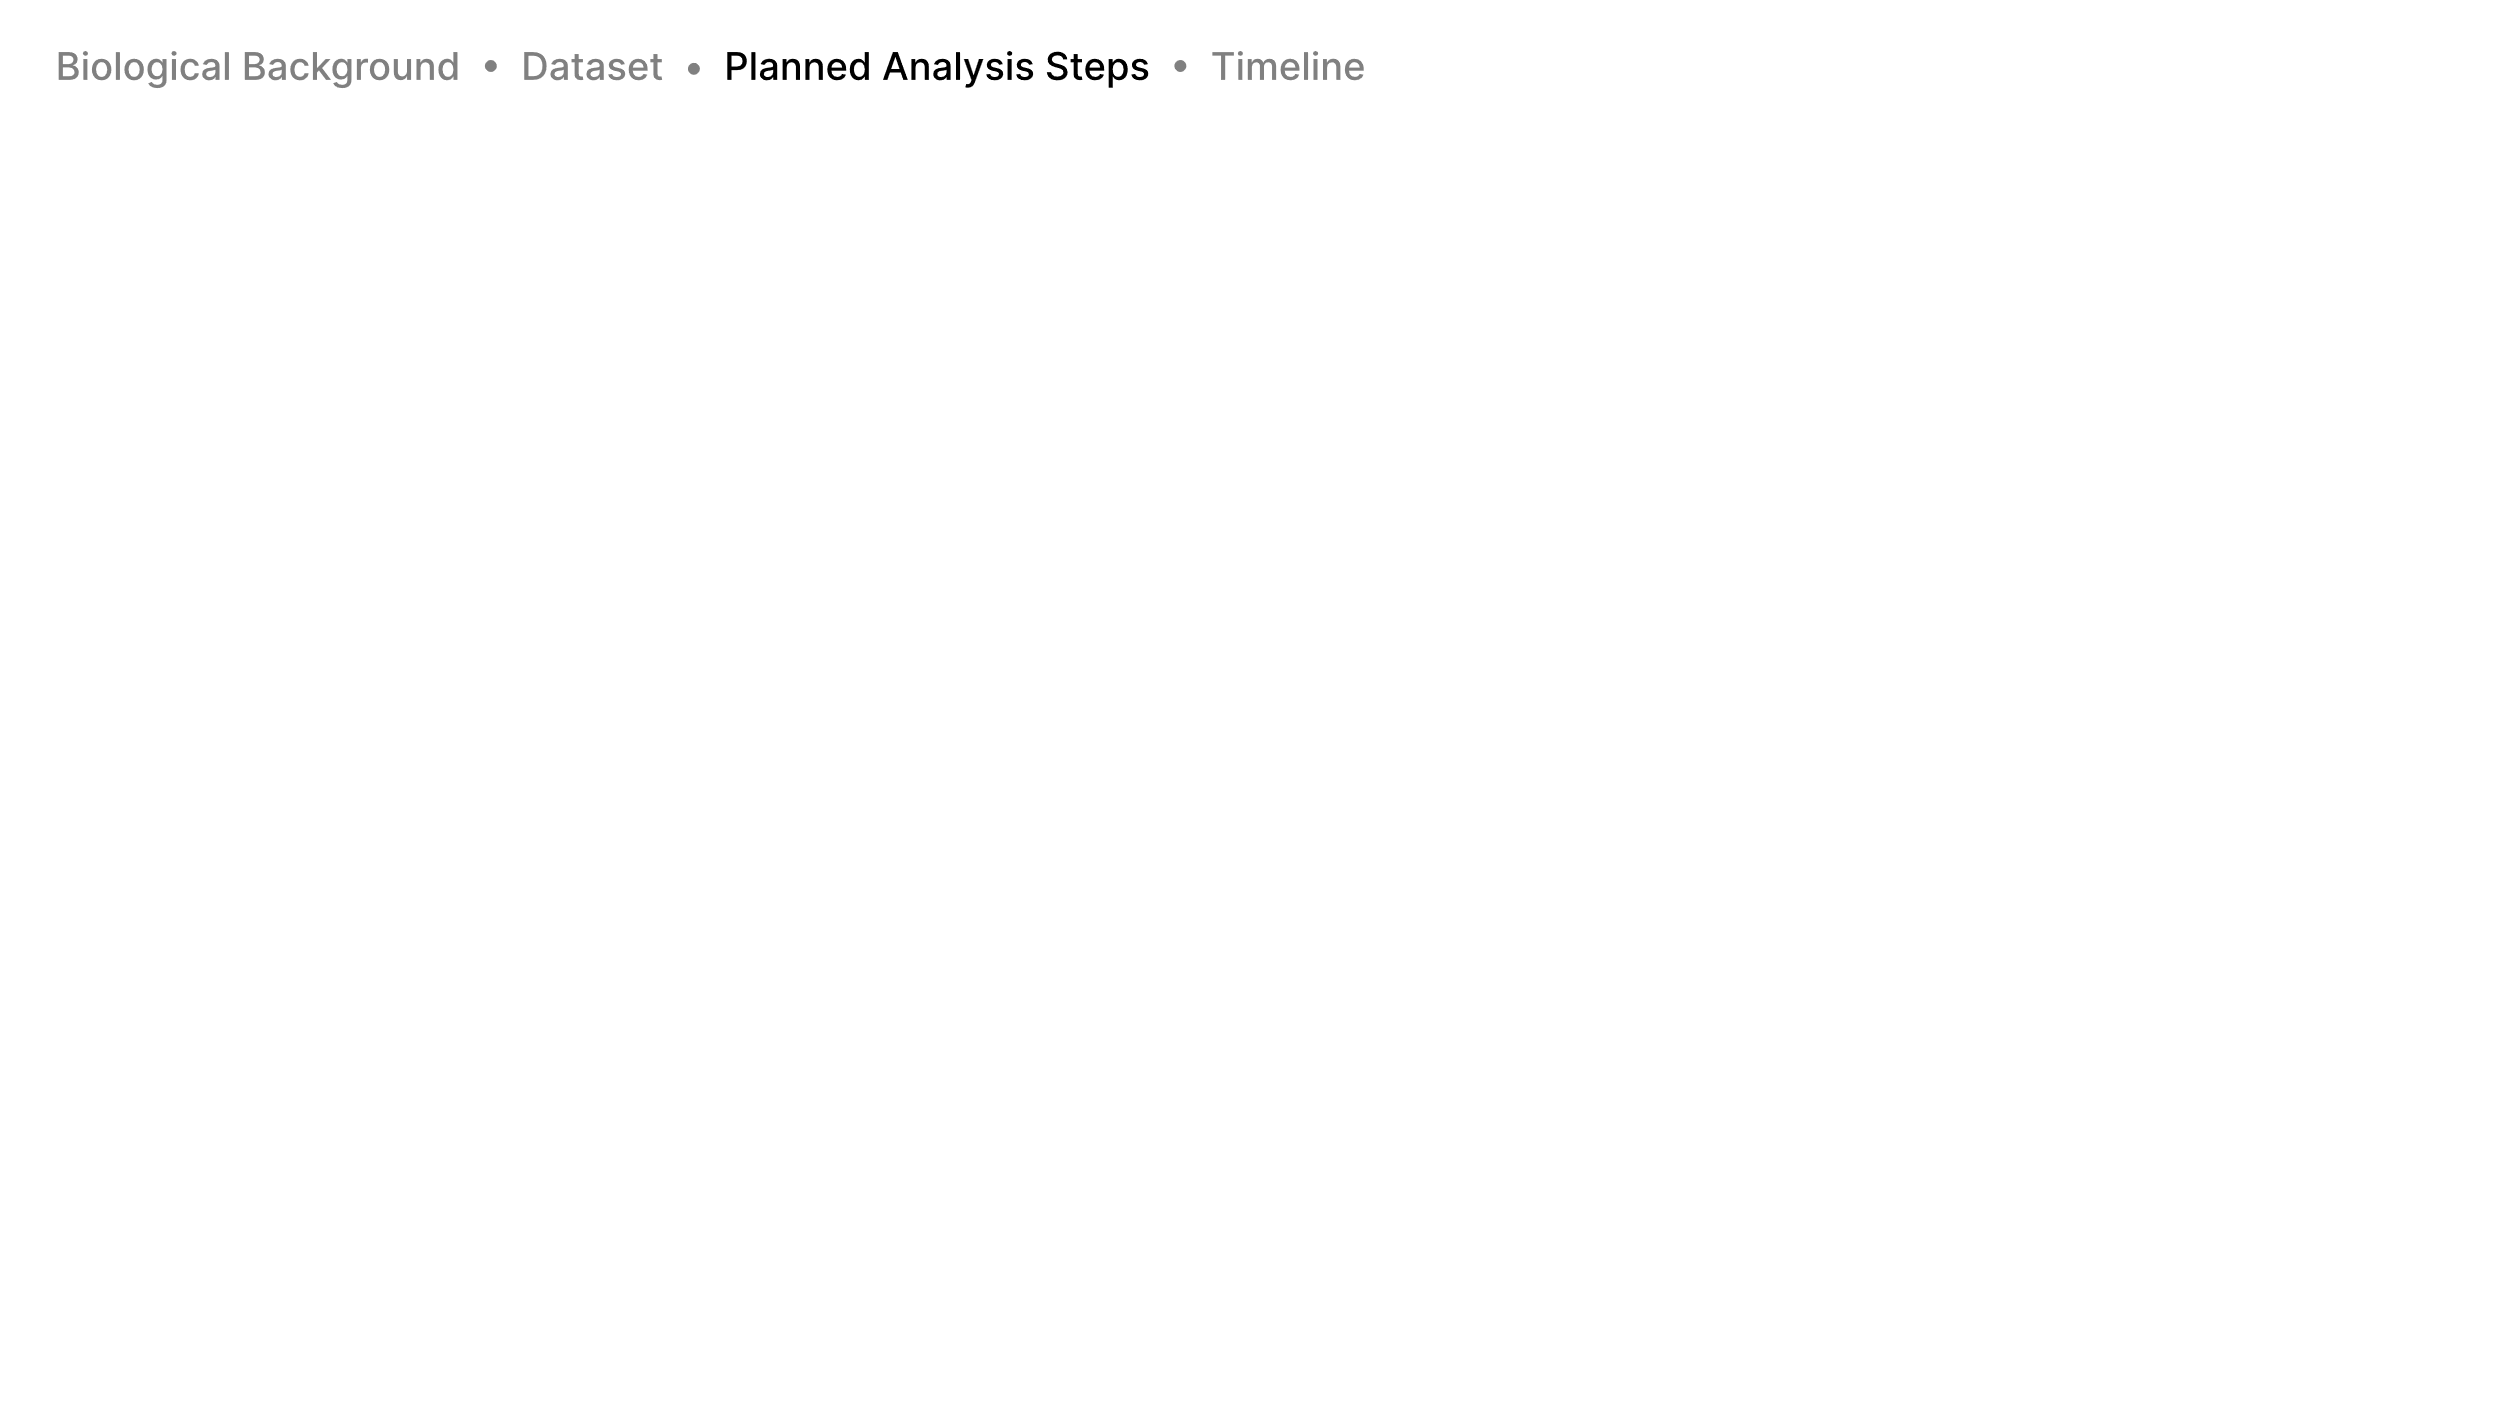 Biological Background • Dataset • Planned Analysis Steps • Timeline